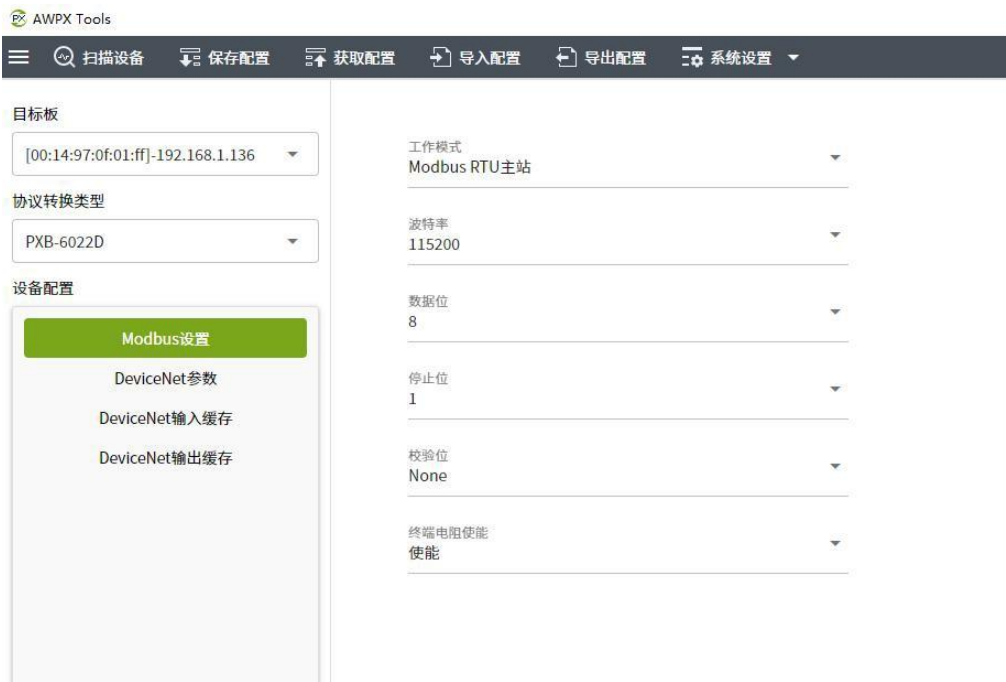 PX AWPX Tools
扫描设备 保存配置 获取配置 导入配置 导出配置 系统设置
目标板
[00:14:97:0f:01:ff]-192.168.1.136
协议转换类型
PXB-6022D
设备配置
Modbus设置
DeviceNet参数
DeviceNet输入缓存
DeviceNet输出缓存
工作模式
Modbus RTU主站
波特率
115200
数据位
8
停止位
1
校验位
None
终端电阻使能
使能